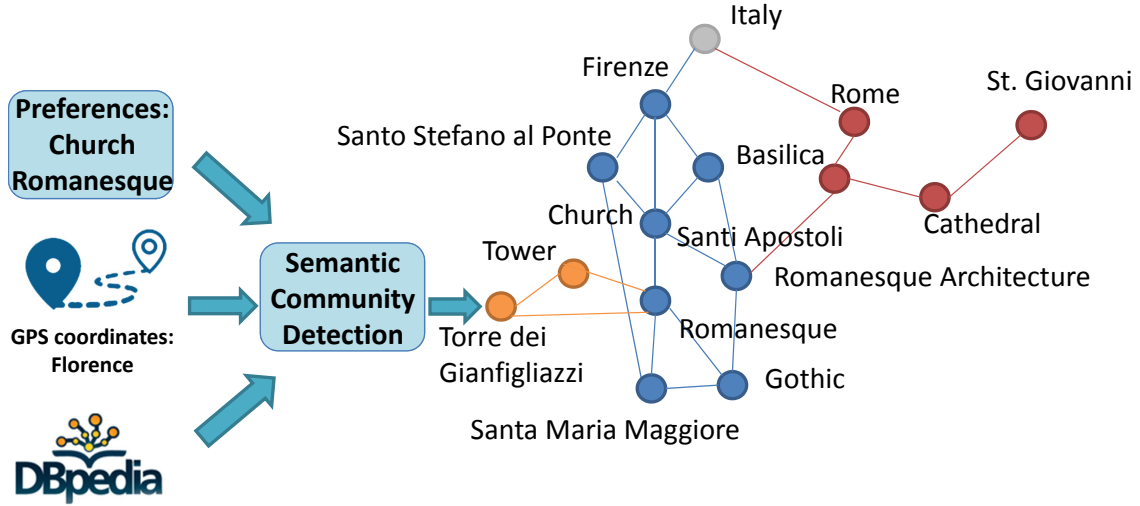 Preferences:
Church
Romanesque
GPS coordinates:
Florence
DBpedia
Semantic
Community
Detection
Italy
Firenze
Rome
St. Giovanni
Santo Stefano al Ponte
Basilica
Church
Santi Apostoli
Cathedral
Tower
Romanesque Architecture
Torre dei
Gianfigliazzi
Romanesque
Gothic
Santa Maria Maggiore